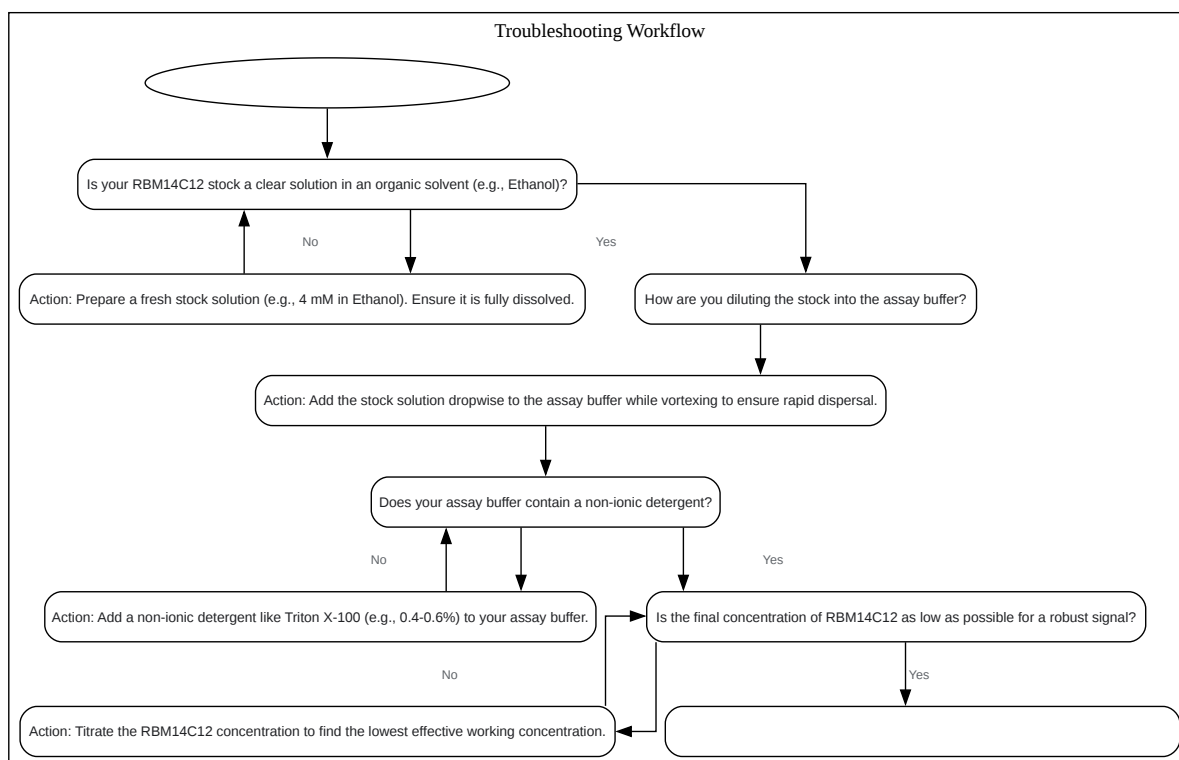 Troubleshooting Workflow
Is your RBM14C12 stock a clear solution in an organic solvent (e.g., Ethanol)?
No
Yes
Action: Prepare a fresh stock solution (e.g., 4 mM in Ethanol). Ensure it is fully dissolved.
How are you diluting the stock into the assay buffer?
Action: Add the stock solution dropwise to the assay buffer while vortexing to ensure rapid dispersal.
Does your assay buffer contain a non-ionic detergent?
No
Yes
Action: Add a non-ionic detergent like Triton X-100 (e.g., 0.4-0.6%) to your assay buffer.
Is the final concentration of RBM14C12 as low as possible for a robust signal?
No
Yes
Action: Titrate the RBM14C12 concentration to find the lowest effective working concentration.